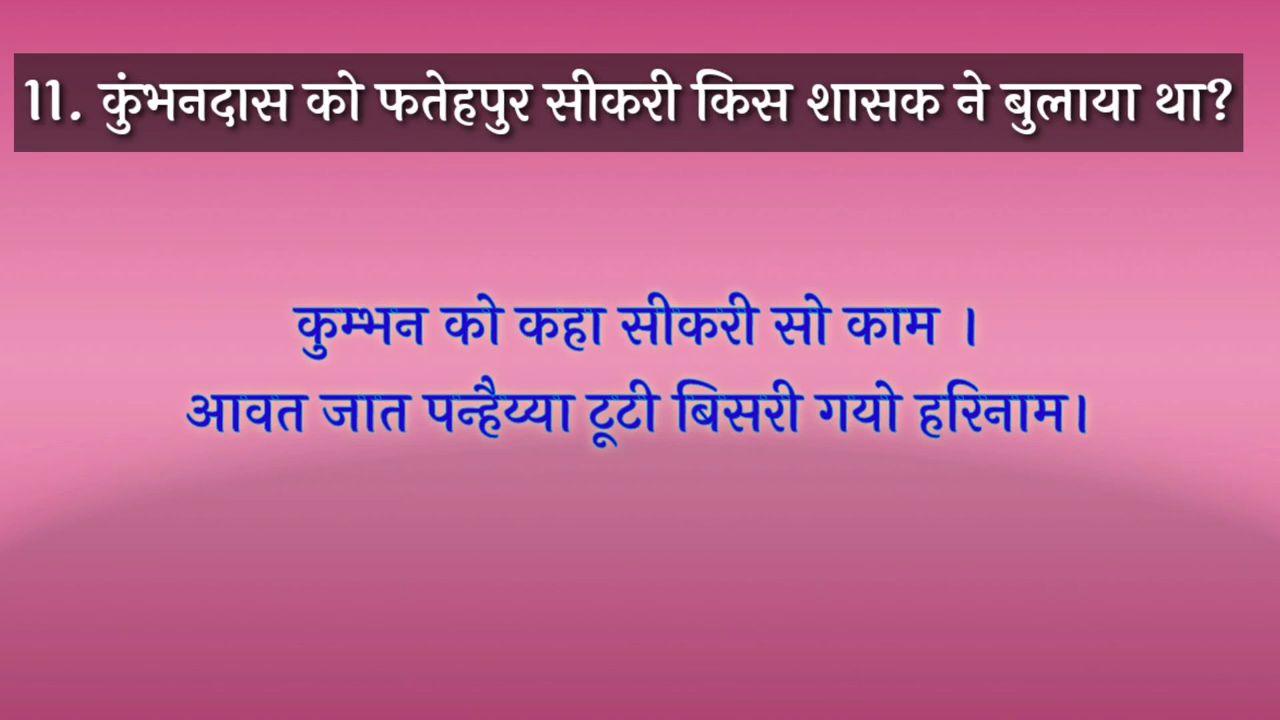 11. कुंभनदास को फतेहपुर सीकरी किस शासक ने बुलाया था?
कुम्भन को कहा सीकरी सो काम ।
आवत जात पन्हैय्या टूटी बिसरी गयो हरिनाम।